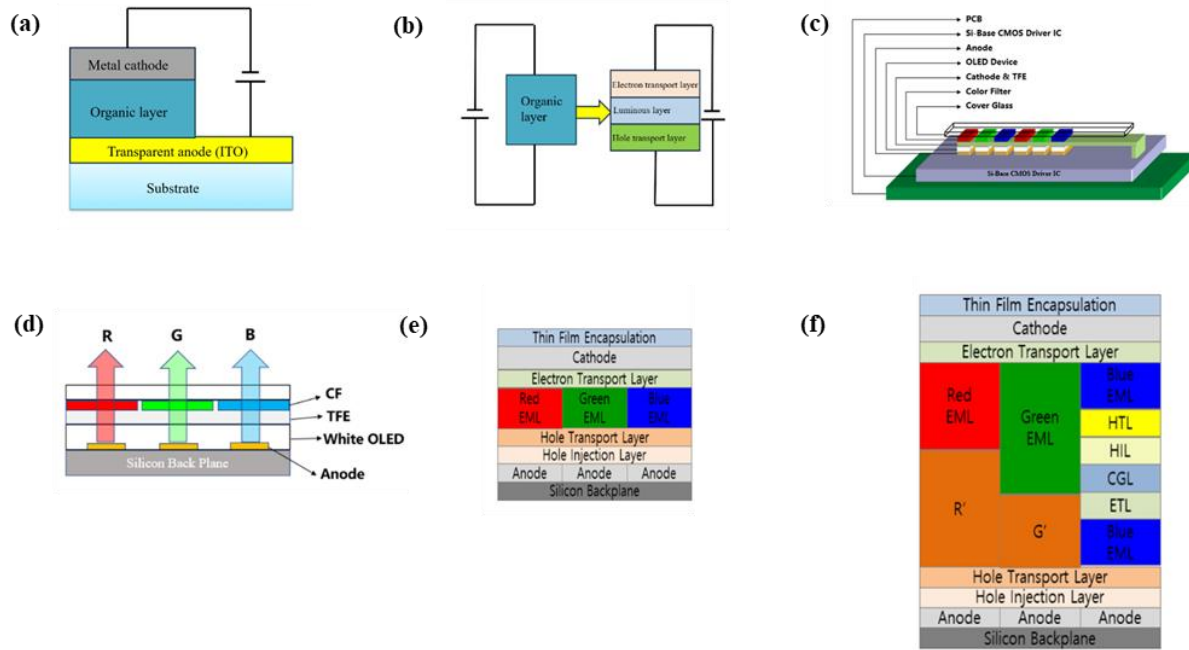 (a)
Metal cathode
Organic layer
Transparent anode (ITO)
Substrate
(b)
Organic
layer
Electron transport layer
Luminous layer
Hole transport layer
(c)
PCB
Si-Base CMOS Driver IC
Anode
OLED Device
Cathode & TFE
Color Filter
Cover Glass
Si-Base CMOS Driver IC
(d)
R G B
CF
TFE
White OLED
Anode
Silicon Back Plane
(e)
Thin Film Encapsulation
Cathode
Electron Transport Layer
Red Green Blue
EML EML EML
Hole Transport Layer
Hole Injection Layer
Anode Anode Anode
Silicon Backplane
(f)
Thin Film Encapsulation
Cathode
Electron Transport Layer
Red
EML
Green
EML
Blue
EML
HTL
HIL
CGL
ETL
Blue
EML
R'
G'
Hole Transport Layer
Hole Injection Layer
Anode Anode Anode
Silicon Backplane